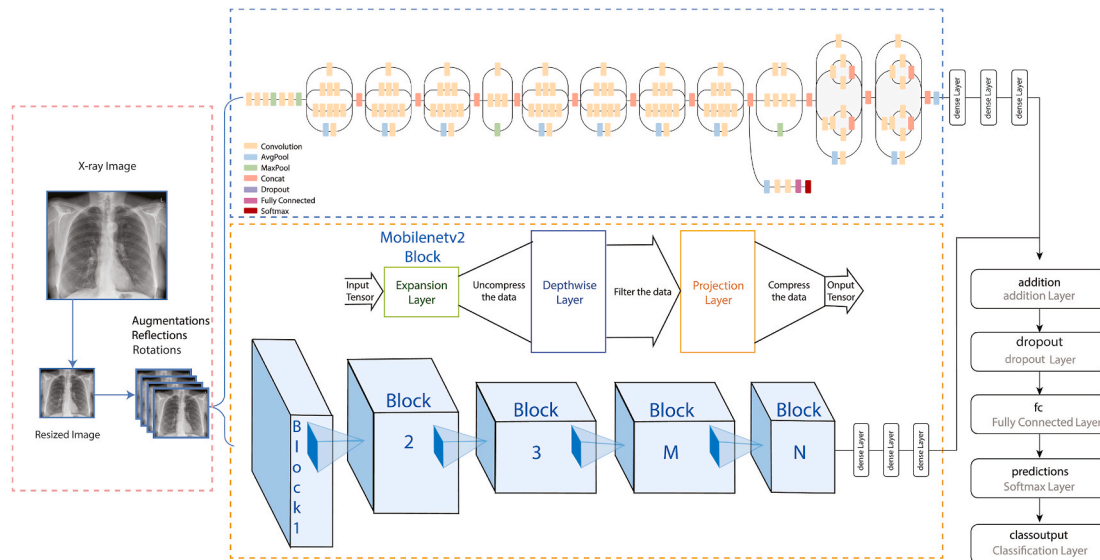 X-ray Image
Augmentations
Reflections
Rotations
Resized Image
Convolution
AvgPool
MaxPool
Concat
Dropout
Fully Connected
Softmax
dense Layer
dense Layer
dense Layer
Mobilenetv2
Block
Input
Tensor
Expansion
Layer
Uncompress
the data
Depthwise
Layer
Filter the data
Projection
Layer
Compress
the data
Onput
Tensor
Block1
Block
2
Block
3
Block
M
Block
N
dense Layer
dense Layer
dense Layer
addition
addition Layer
dropout
dropout Layer
fc
Fully Connected Layer
predictions
Softmax Layer
classoutput
Classification Layer